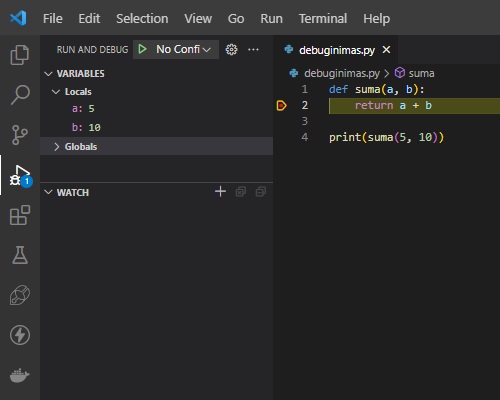 File Edit Selection View Go Run Terminal Help
RUN AND DEBUG No Confi
VARIABLES
Locals
a: 5
b: 10
Globals
WATCH
1
debuginimas.py
debuginimas.py > suma
1 def suma(a, b):
2 return a + b
3
4 print(suma(5, 10))